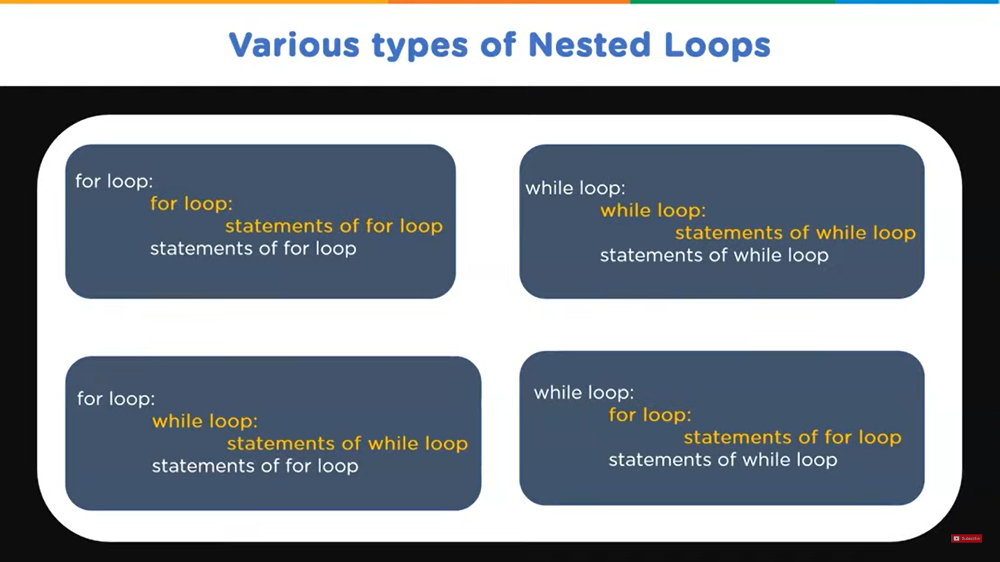 Various types of Nested Loops
for loop:
for loop:
statements of for loop
statements of for loop
while loop:
while loop:
statements of while loop
statements of while loop
for loop:
while loop:
statements of while loop
statements of for loop
while loop:
for loop:
statements of for loop
statements of while loop
Subscribe